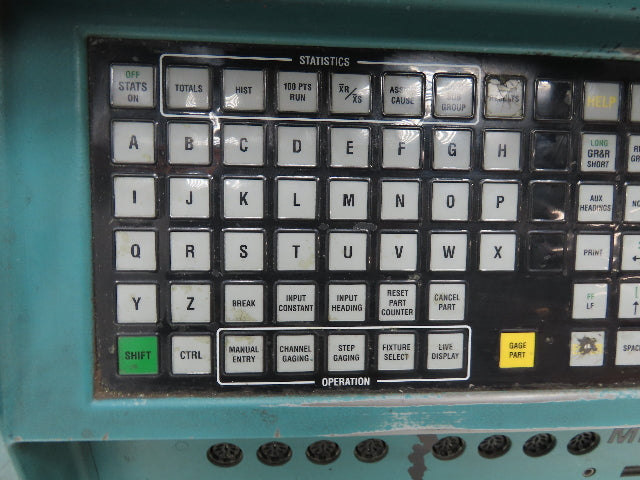 STATISTICS
OFF STATS ON
TOTALS
HIST
100 PTS RUN
X̄R/X̄S
CAUSE
GROUP
HELP
A B C D E F G H
LONG GR&R SHORT
I J K L M N O P
AUX HEADINGS
Q R S T U V W X
PRINT
Y Z
BREAK
INPUT CONSTANT
INPUT HEADING
RESET PART COUNTER
CANCEL PART
FF LF
SHIFT
CTRL
MANUAL ENTRY
CHANNEL GAGING
STEP GAGING
FIXTURE SELECT
LIVE DISPLAY
GAGE PART
OPERATION